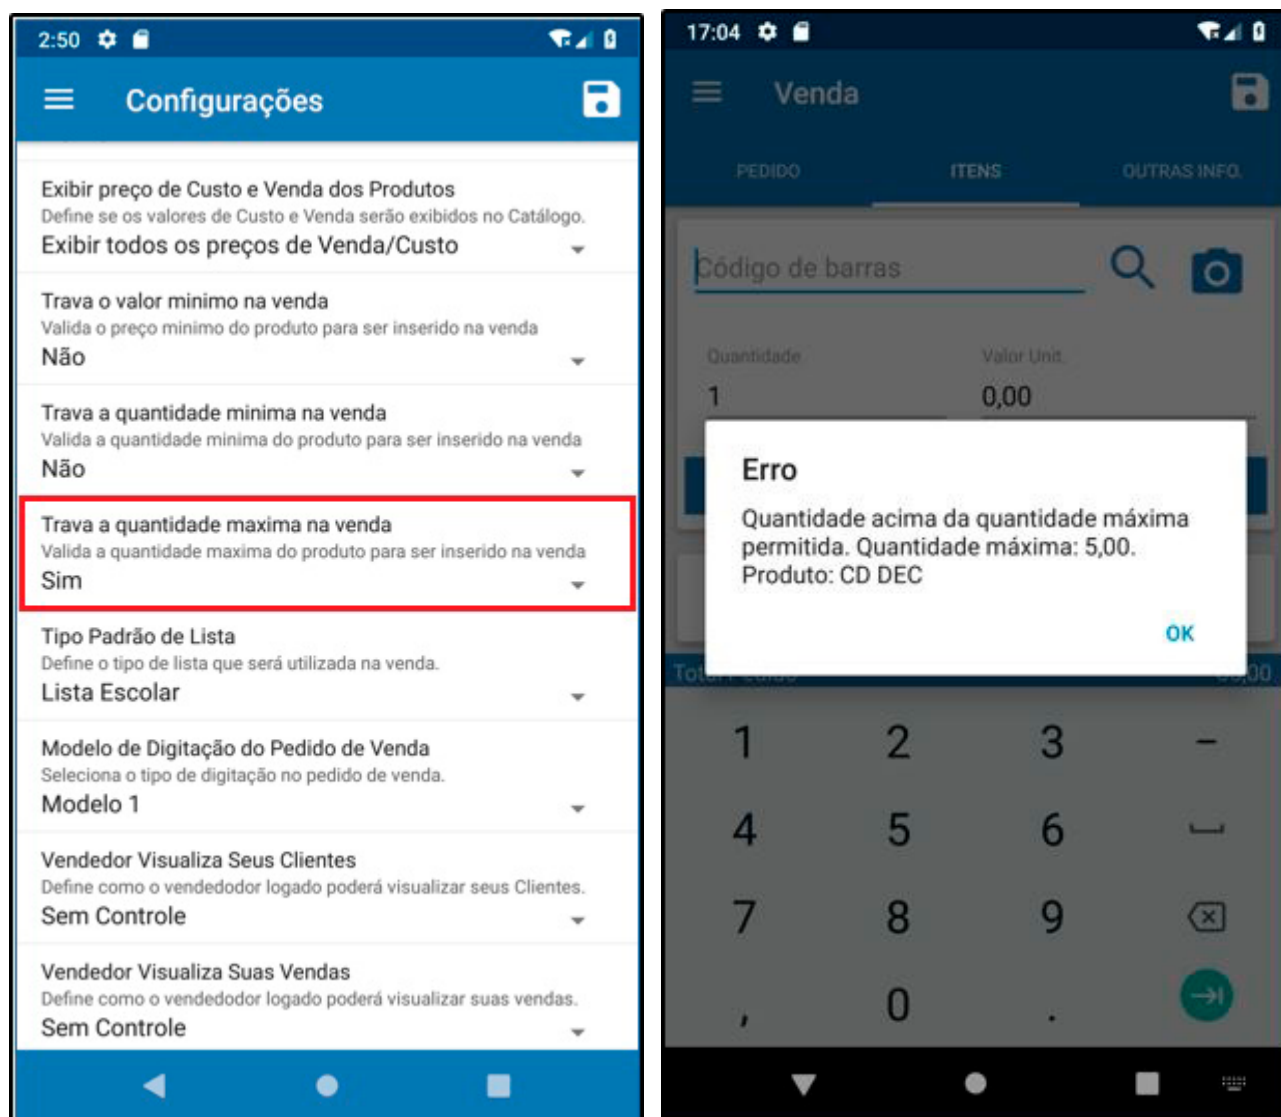 2:50
Configurações
Exibir preço de Custo e Venda dos Produtos
Define se os valores de Custo e Venda serão exibidos no Catálogo.
Exibir todos os preços de Venda/Custo
Trava o valor minimo na venda
Valida o preço minimo do produto para ser inserido na venda
Não
Trava a quantidade minima na venda
Valida a quantidade minima do produto para ser inserido na venda
Não
Trava a quantidade maxima na venda
Valida a quantidade maxima do produto para ser inserido na venda
Sim
Tipo Padrão de Lista
Define o tipo de lista que será utilizada na venda.
Lista Escolar
Modelo de Digitação do Pedido de Venda
Seleciona o tipo de digitação no pedido de venda.
Modelo 1
Vendedor Visualiza Seus Clientes
Define como o vendedodor logado poderá visualizar seus Clientes.
Sem Controle
Vendedor Visualiza Suas Vendas
Define como o vendedodor logado poderá visualizar suas vendas.
Sem Controle
17:04
Venda
PEDIDO ITENS OUTRAS INFO.
Código de barras
Quantidade Valor Unit.
1 0,00
Erro
Quantidade acima da quantidade máxima
permitida. Quantidade máxima: 5,00.
Produto: CD DEC
OK
1 2 3 -
4 5 6
7 8 9
, 0 .